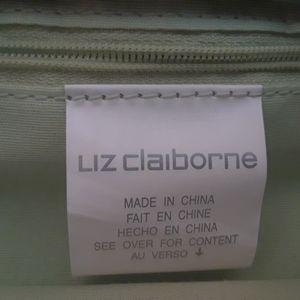 LIZ claiborne
MADE IN CHINA
FAIT EN CHINE
HECHO EN CHINA
SEE OVER FOR CONTENT
AU VERSO ↓